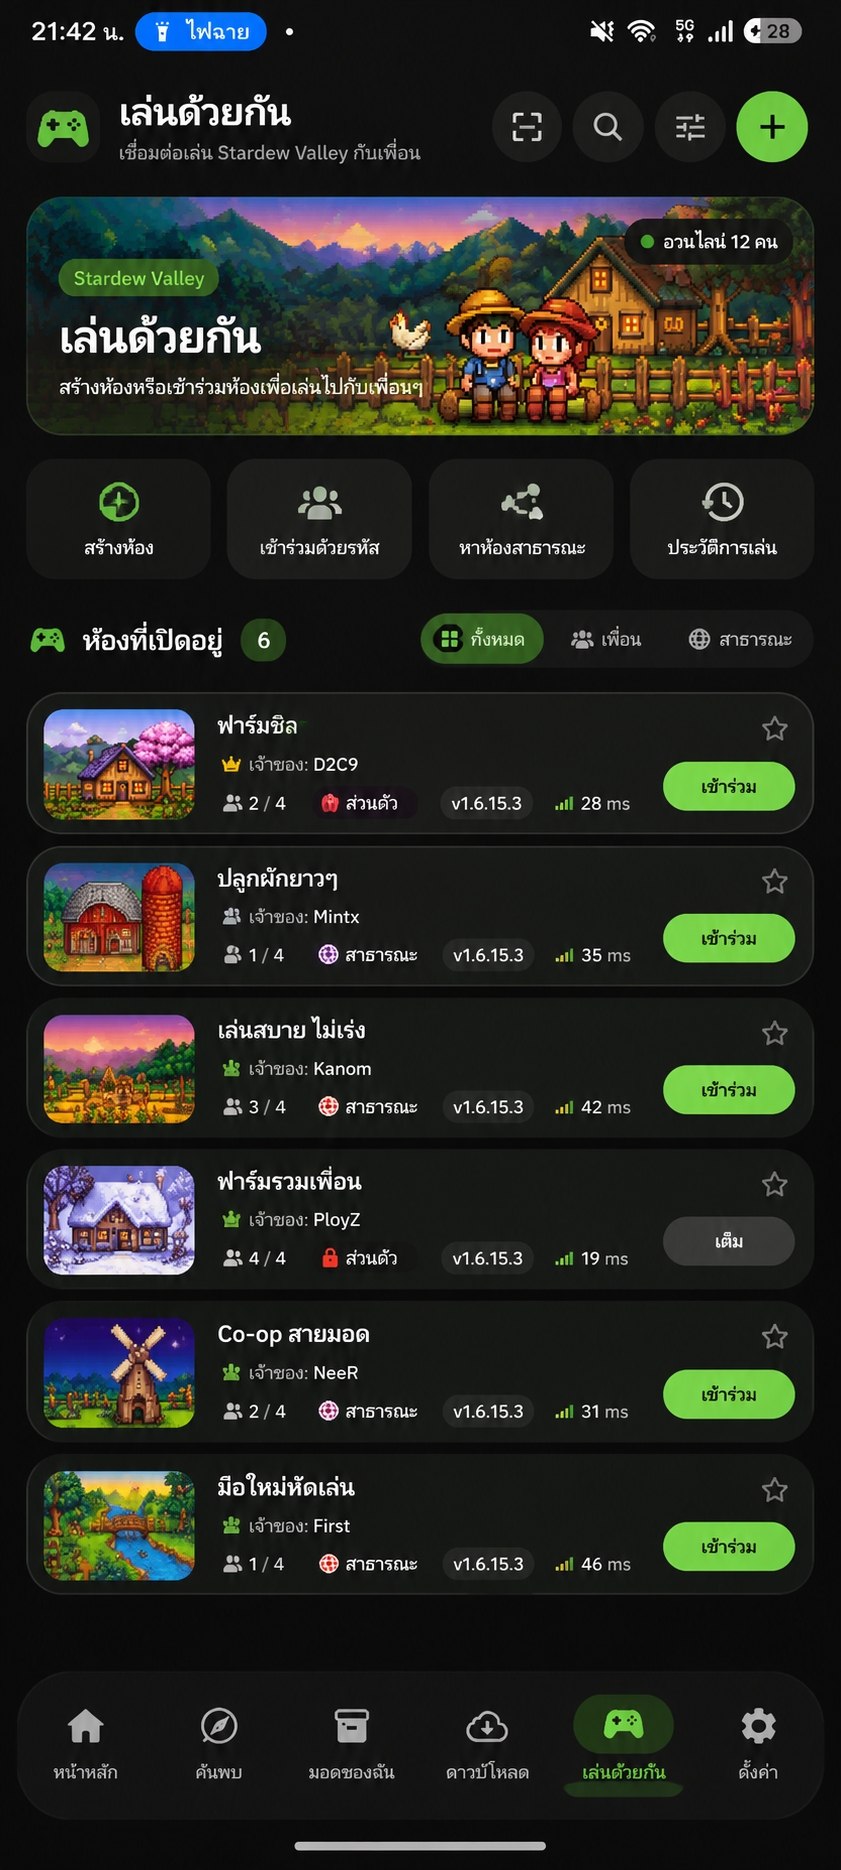 21:42 น.
ไฟฉาย
5G
28
เล่นด้วยกัน
เชื่อมต่อเล่น Stardew Valley กับเพื่อน
อวนไลน์ 12 คน
Stardew Valley
เล่นด้วยกัน
สร้างห้องหรือเข้าร่วมห้องเพื่อเล่นไปกับเพื่อนๆ
สร้างห้อง
เข้าร่วมด้วยรหัส
หาห้องสาธารณะ
ประวัติการเล่น
ห้องที่เปิดอยู่ 6
ทั้งหมด
เพื่อน
สาธารณะ
ฟาร์มชิล
เจ้าของ: D2C9
2 / 4 ส่วนตัว v1.6.15.3 28 ms
เข้าร่วม
ปลูกผักยาวๆ
เจ้าของ: Mintx
1 / 4 สาธารณะ v1.6.15.3 35 ms
เข้าร่วม
เล่นสบาย ไม่เร่ง
เจ้าของ: Kanom
3 / 4 สาธารณะ v1.6.15.3 42 ms
เข้าร่วม
ฟาร์มรวมเพื่อน
เจ้าของ: PloyZ
4 / 4 ส่วนตัว v1.6.15.3 19 ms
เต็ม
Co-op สายมอด
เจ้าของ: NeeR
2 / 4 สาธารณะ v1.6.15.3 31 ms
เข้าร่วม
มือใหม่หัดเล่น
เจ้าของ: First
1 / 4 สาธารณะ v1.6.15.3 46 ms
เข้าร่วม
หน้าหลัก
ค้นพบ
มอดของฉัน
ดาวน์โหลด
เล่นด้วยกัน
ตั้งค่า